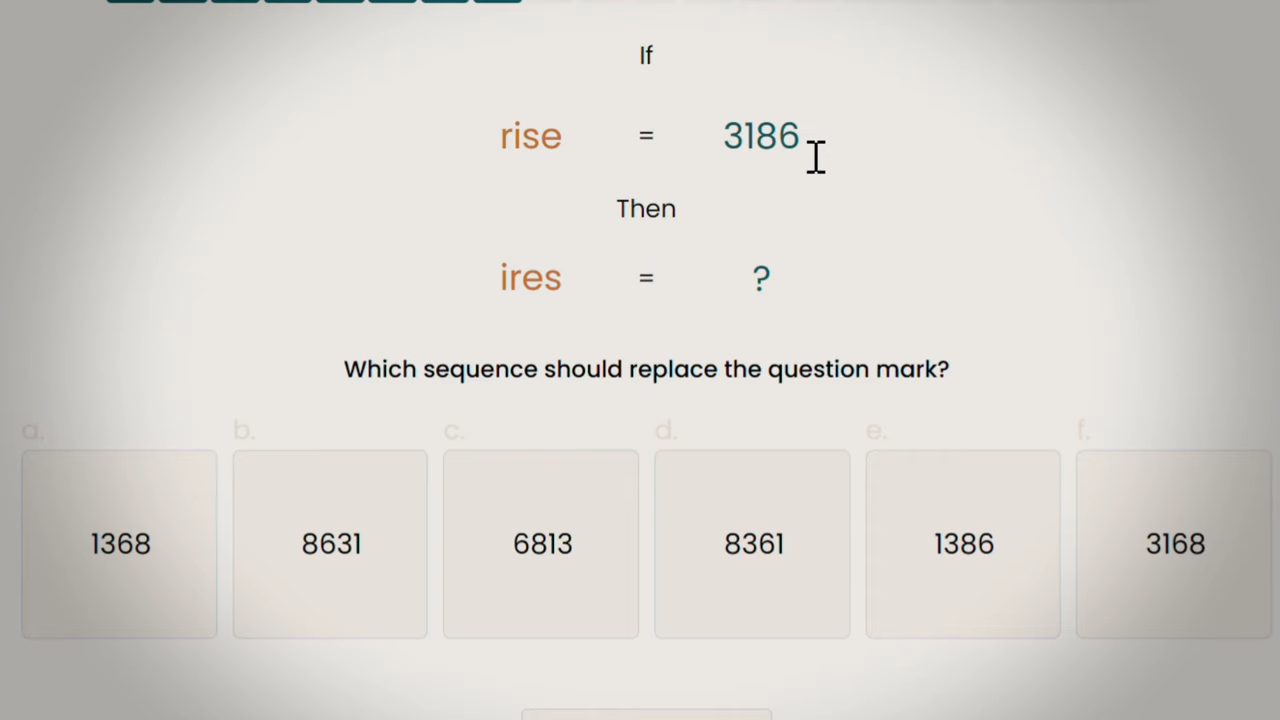 If
rise = 3186
Then
ires = ?
Which sequence should replace the question mark?
a. b. c. d. e. f.
1368 8631 6813 8361 1386 3168